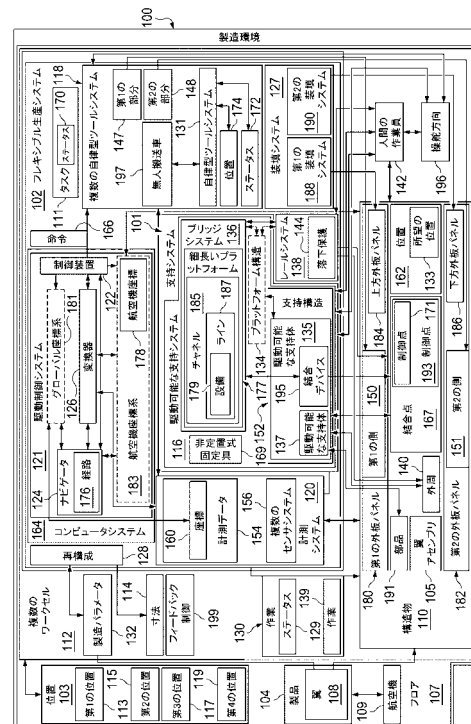 100
製造環境
フレキシブル生産システム
102
118
複数の自律型ツールシステム
タスク
111
ステータス
170
第1の部分
147
第2の部分
148
無人搬送車
197
自律型ツールシステム
131
位置
174
ステータス
172
装填システム
127
第1の装填システム
188
第2の装填システム
190
人間の作業員
142
操舵方向
196
命令
166
駆動制御システム
121
制御装置
122
グローバル座標系
181
変換器
126
航空機座標
178
航空機座標系
183
ナビゲータ
124
経路
176
コンピュータシステム
164
支持システム
101
駆動可能な支持システム
116
ブリッジシステム
136
細長いプラットフォーム
185
チャネル
179
設備
ライン
187
プラットフォーム構造
134
レールシステム
138
落下保護
144
支持構造
135
駆動可能な支持体
195
結合デバイス
137
駆動可能な支持体
177
152
非定置式固定具
169
計測システム
120
複数のセンサシステム
156
計測データ
154
座標
160
上方外板パネル
184
位置
162
所望の位置
133
下方外板パネル
186
第1の側
150
制御点
171
制御点
193
結合点
167
第2の側
151
外周
140
第1の外板パネル
180
部品
191
翼アセンブリ
105
構造物
110
第2の外板パネル
182
複数のワークセル
112
再構成
128
製造パラメータ
132
寸法
114
フィードバック制御
199
作業
130
ステータス
129
作業
139
位置
103
第1の位置
113
第2の位置
115
第3の位置
117
第4の位置
119
製品
104
翼
108
航空機
109
フロア
107